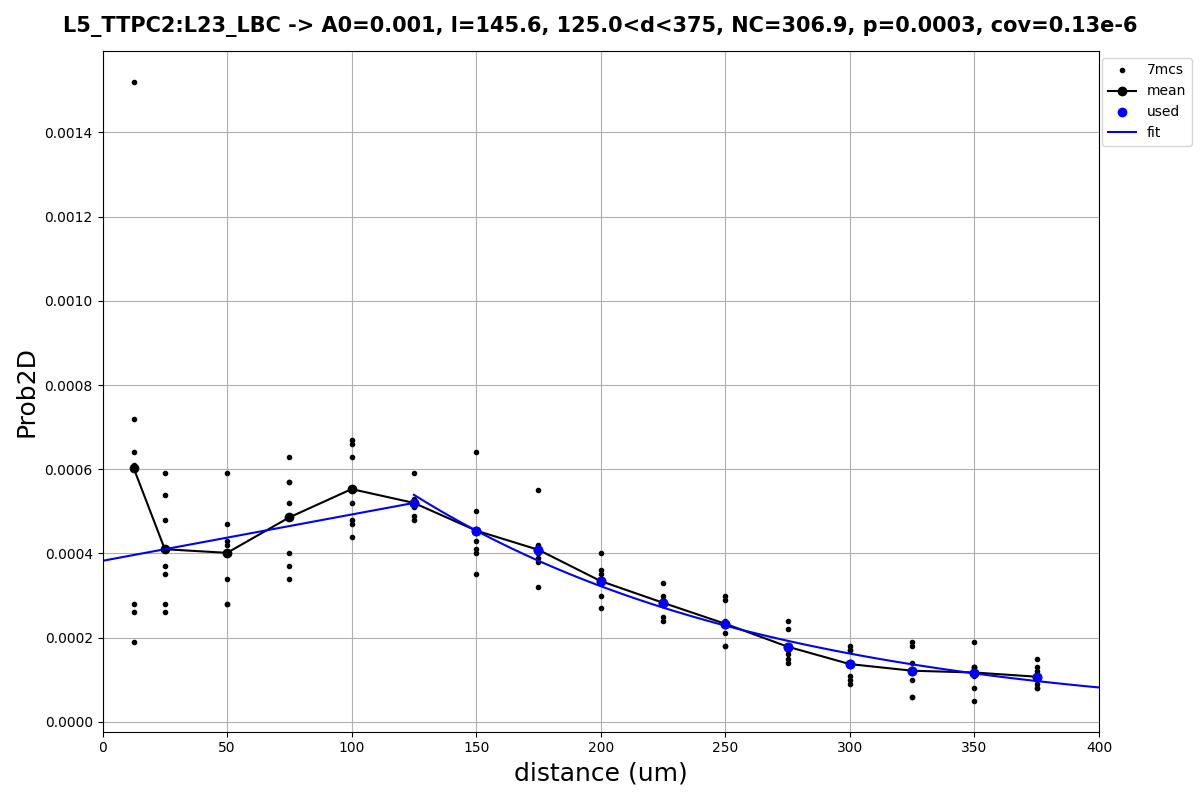 L5_TTPC2:L23_LBC -> A0=0.001, l=145.6, 125.0<d<375, NC=306.9, p=0.0003, cov=0.13e-6
7mcs
mean
used
fit
0.0014
0.0012
0.0010
0.0008
0.0006
0.0004
0.0002
0.0000
Prob2D
0 50 100 150 200 250 300 350 400
distance (um)